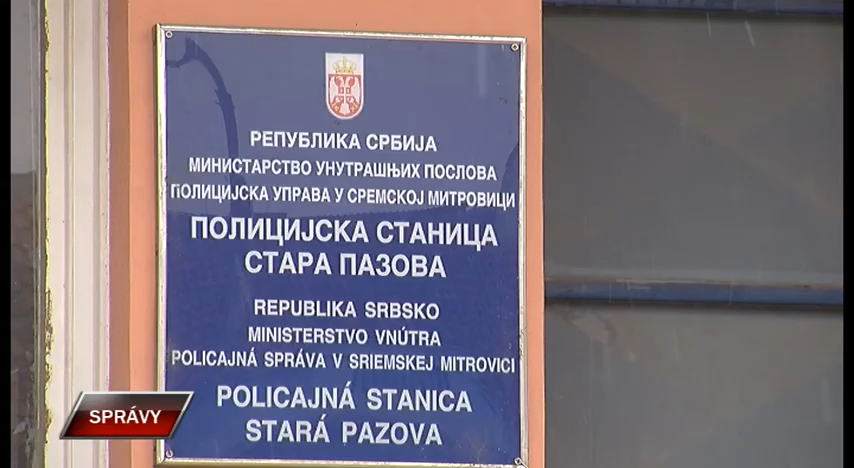 РЕПУБЛИКА СРБИЈА
МИНИСТАРСТВО УНУТРАШЊИХ ПОСЛОВА
ПОЛИЦИЈСКА УПРАВА У СРЕМСКОЈ МИТРОВИЦИ
ПОЛИЦИЈСКА СТАНИЦА
СТАРА ПАЗОВА
REPUBLIKA SRBSKO
MINISTERSTVO VNÚTRA
POLICAJNÁ SPRÁVA V SRIEMSKEJ MITROVICI
POLICAJNÁ STANICA
STARÁ PAZOVA
SPRÁVY